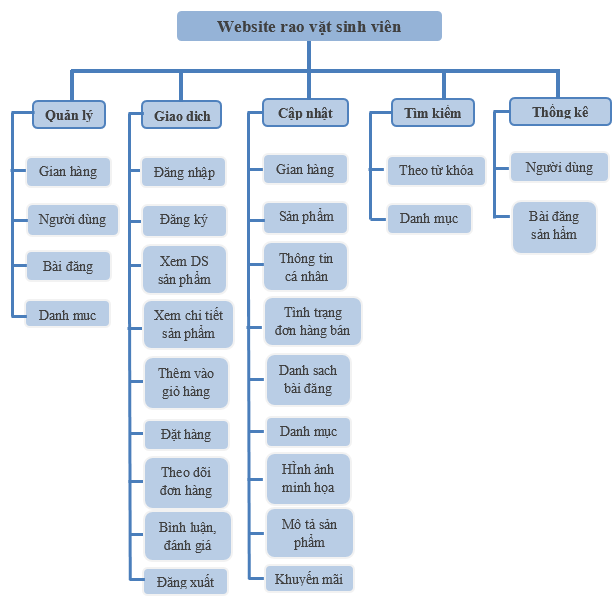 Website rao vặt sinh viên
Quản lý
Gian hàng
Người dùng
Bài đăng
Danh muc
Giao dich
Đăng nhập
Đăng ký
Xem DS
sản phẩm
Xem chi tiết
sản phẩm
Thêm vào
giỏ hàng
Đặt hàng
Theo dõi
đơn hàng
Bình luận,
đánh giá
Đăng xuất
Cập nhật
Gian hàng
Sản phẩm
Thông tin
cá nhân
Tình trạng
đơn hàng bán
Danh sach
bài đăng
Danh mục
HÌnh ảnh
minh họa
Mô tả sản
phẩm
Khuyến mãi
Tìm kiếm
Theo từ khóa
Danh mục
Thống kê
Người dùng
Bài đăng
sản hẩm